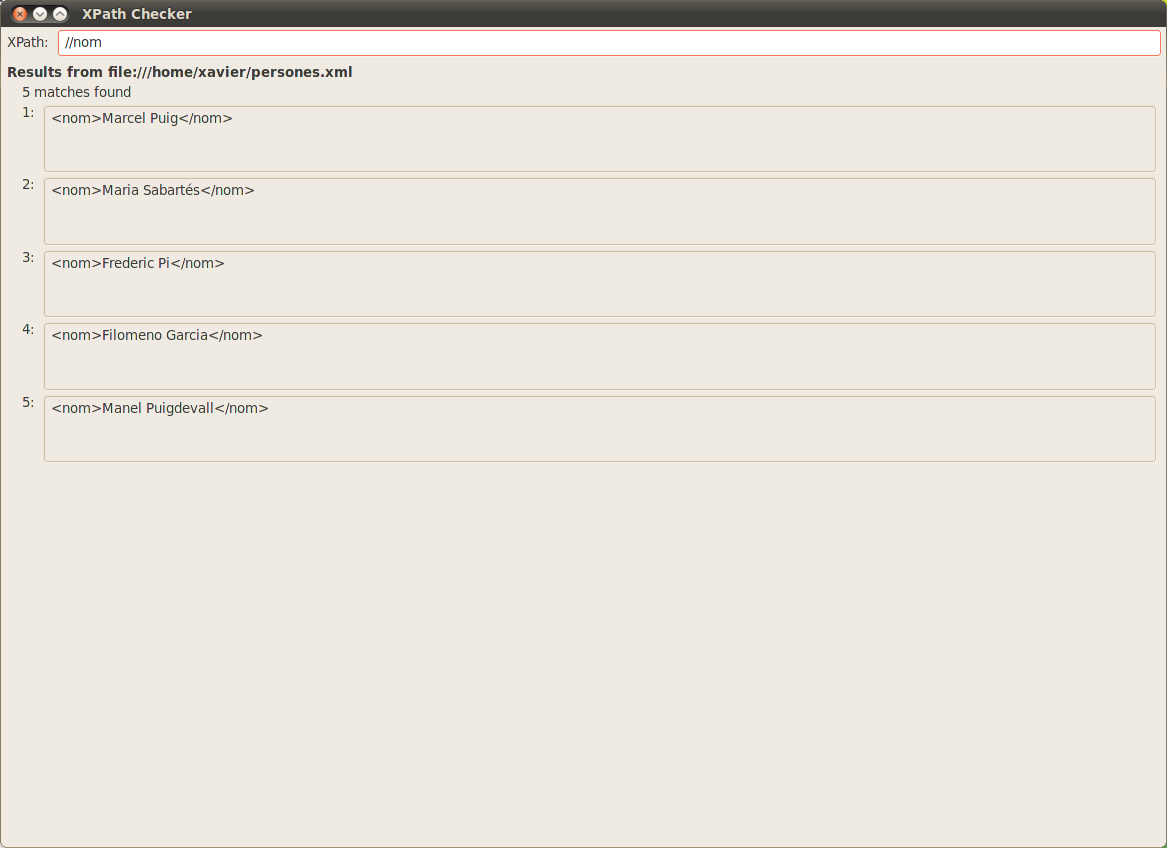 XPath Checker
XPath: //nom
Results from file:///home/xavier/persones.xml
5 matches found
1: <nom>Marcel Puig</nom>
2: <nom>Maria Sabartés</nom>
3: <nom>Frederic Pi</nom>
4: <nom>Filomeno Garcia</nom>
5: <nom>Manel Puigdevall</nom>